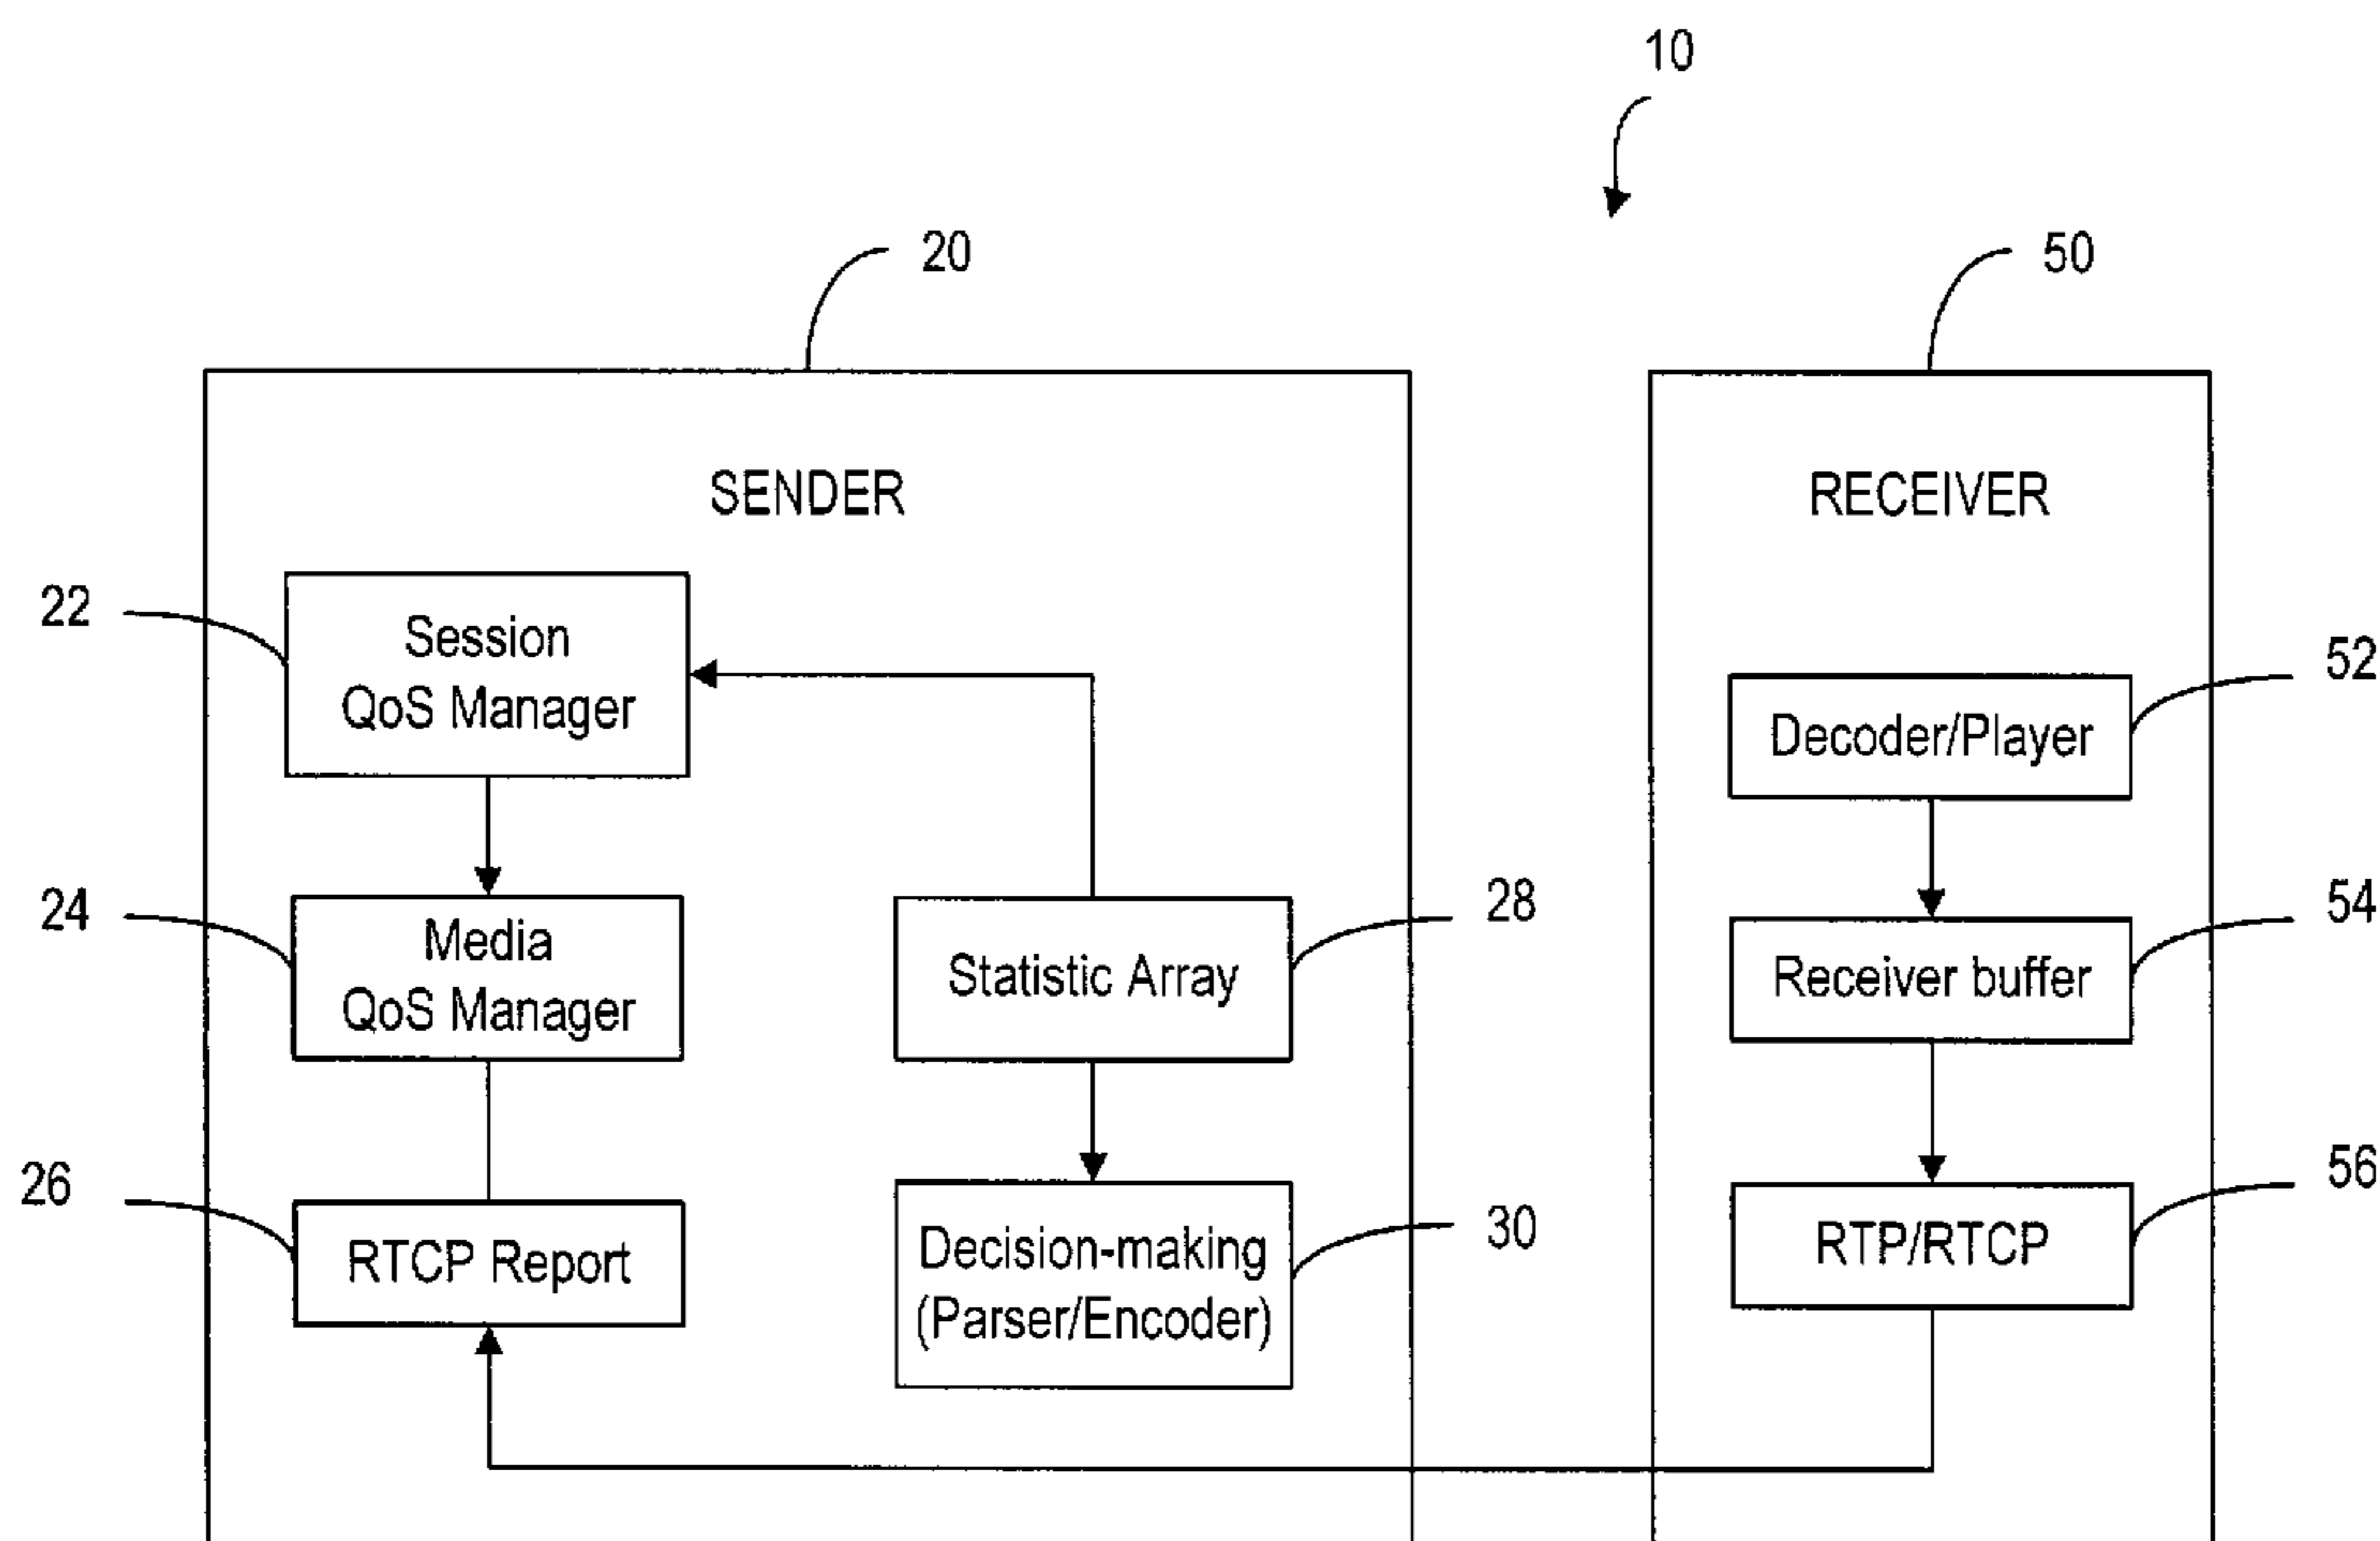 10
20
50
SENDER
RECEIVER
22
Session
QoS Manager
52
Decoder/Player
24
Media
QoS Manager
28
Statistic Array
54
Receiver buffer
26
RTCP Report
30
Decision-making
(Parser/Encoder)
56
RTP/RTCP